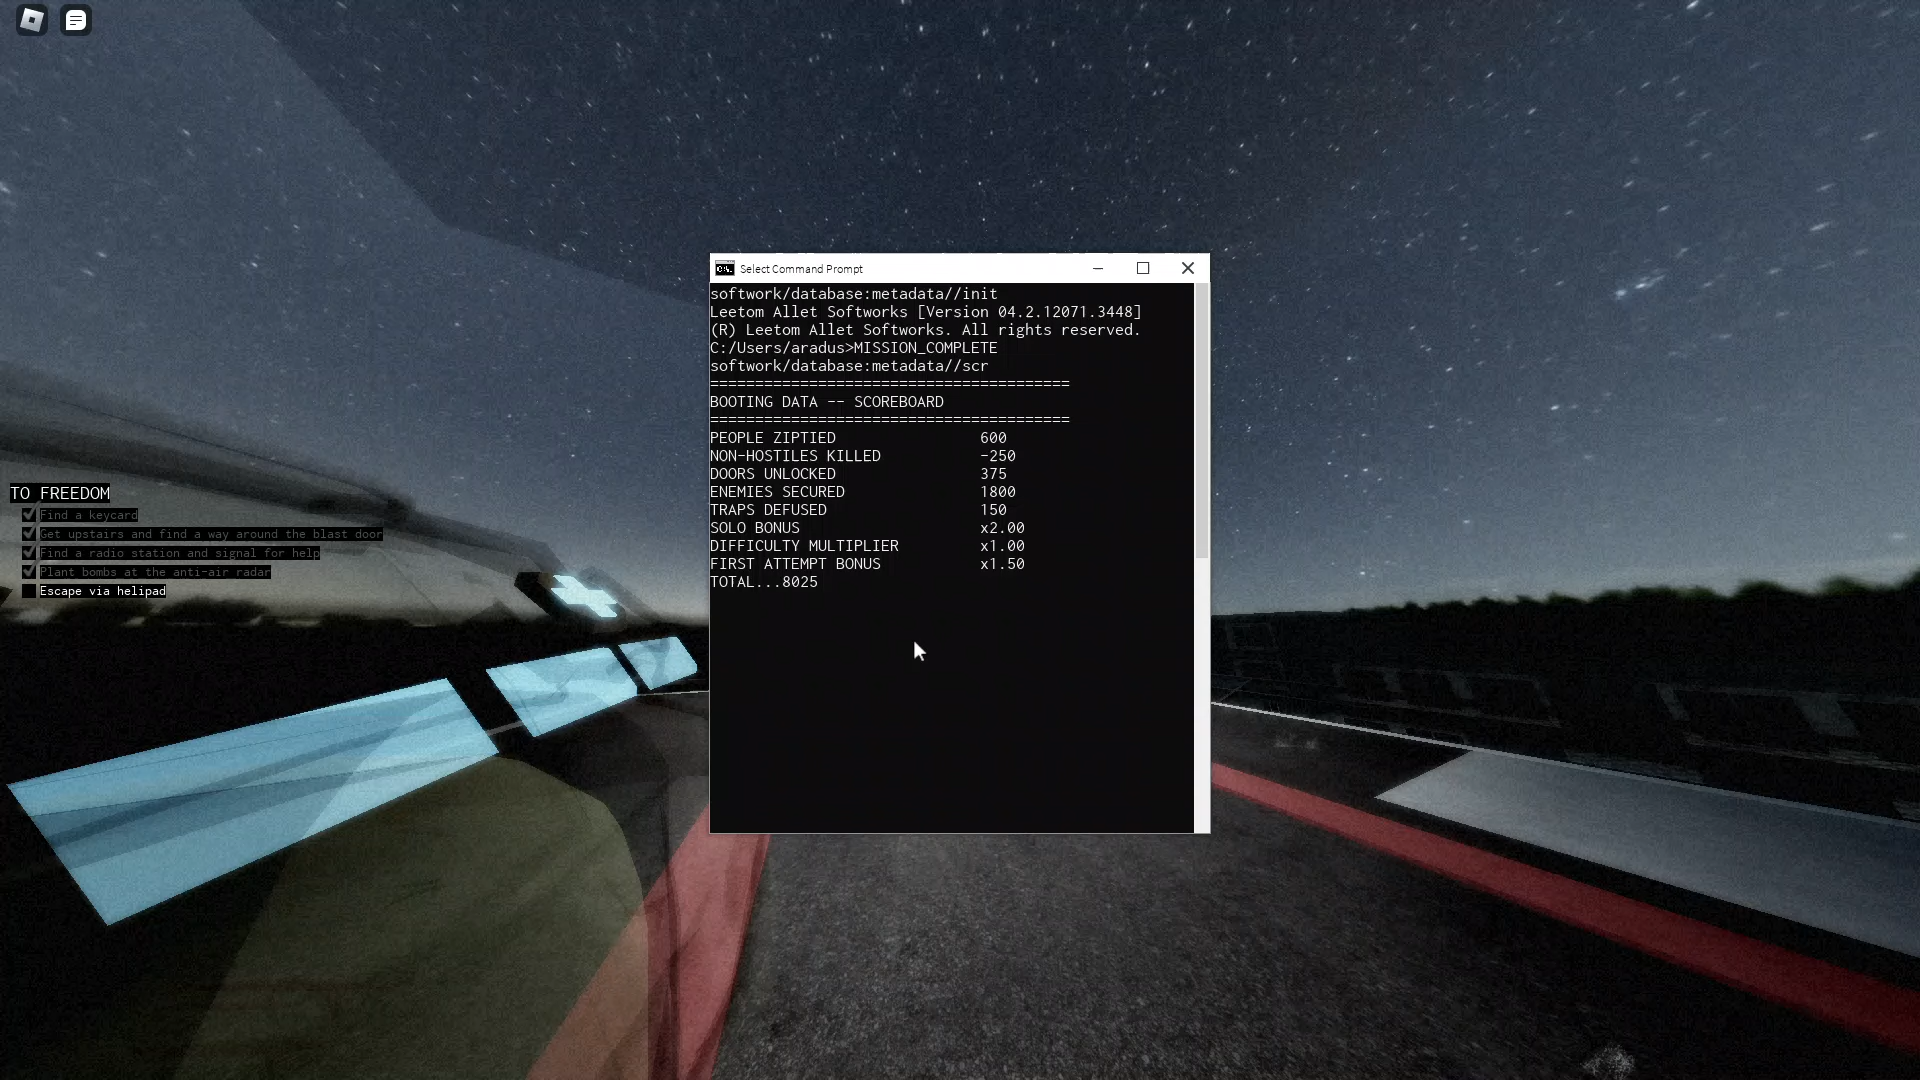 Select Command Prompt
softwork/database:metadata//init
Leetom Allet Softworks [Version 04.2.12071.3448]
(R) Leetom Allet Softworks. All rights reserved.
C:/Users/aradus>MISSION_COMPLETE
softwork/database:metadata//scr
========================================
BOOTING DATA -- SCOREBOARD
========================================
PEOPLE ZIPTIED 600
NON-HOSTILES KILLED -250
DOORS UNLOCKED 375
ENEMIES SECURED 1800
TRAPS DEFUSED 150
SOLO BONUS x2.00
DIFFICULTY MULTIPLIER x1.00
FIRST ATTEMPT BONUS x1.50
TOTAL...8025
TO FREEDOM
Find a keycard
Get upstairs and find a way around the blast door
Find a radio station and signal for help
Plant bombs at the anti-air radar
Escape via helipad